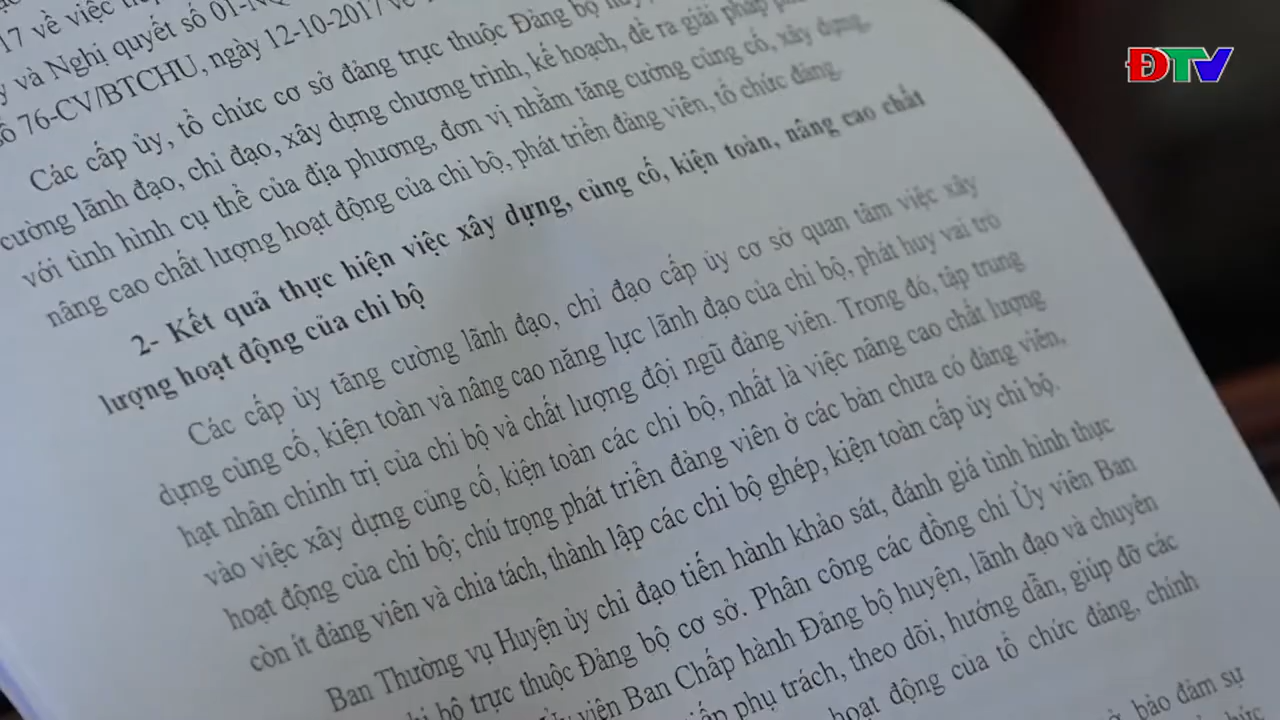 17 về việc
và Nghị quyết số 01-NQ
76-CV/BTCHU, ngày 12-10-2017 về
Các cấp ủy, tổ chức cơ sở đảng trực thuộc Đảng bộ
cường lãnh đạo, chỉ đạo, xây dựng chương trình, kế hoạch, đề ra giải pháp
với tình hình cụ thể của địa phương, đơn vị nhằm tăng cường củng cố, xây dựng,
nâng cao chất lượng hoạt động của chi bộ, phát triển đảng viên, tổ chức đảng.
2- Kết quả thực hiện việc xây dựng, củng cố, kiện toàn, nâng cao chất
lượng hoạt động của chi bộ
Các cấp ủy tăng cường lãnh đạo, chỉ đạo cấp ủy cơ sở quan tâm việc xây
dựng củng cố, kiện toàn và nâng cao năng lực lãnh đạo của chi bộ, phát huy vai trò
hạt nhân chính trị của chi bộ và chất lượng đội ngũ đảng viên. Trong đó, tập trung
vào việc xây dựng củng cố, kiện toàn các chi bộ, nhất là việc nâng cao chất lượng
hoạt động của chi bộ; chú trọng phát triển đảng viên ở các bản chưa có đảng viên,
còn ít đảng viên và chia tách, thành lập các chi bộ ghép, kiện toàn cấp ủy chi bộ.
Ban Thường vụ Huyện ủy chỉ đạo tiến hành khảo sát, đánh giá tình hình thực
bộ trực thuộc Đảng bộ cơ sở. Phân công các đồng chí Ủy viên Ban
Ủy viên Ban Chấp hành Đảng bộ huyện, lãnh đạo và chuyên
phụ trách, theo dõi, hướng dẫn, giúp đỡ các
hoạt động của tổ chức đảng, chính
bảo đảm sự
ĐTV